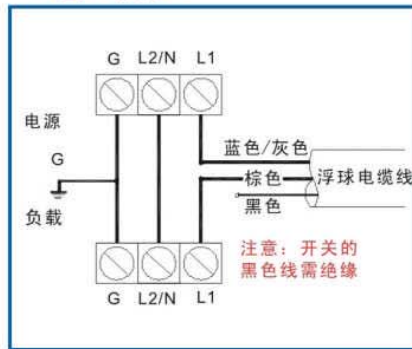 G L2/N L1
电源
蓝色/灰色
G
棕色 浮球电缆线
黑色
负载
注意：开关的
黑色线需绝缘
G L2/N L1